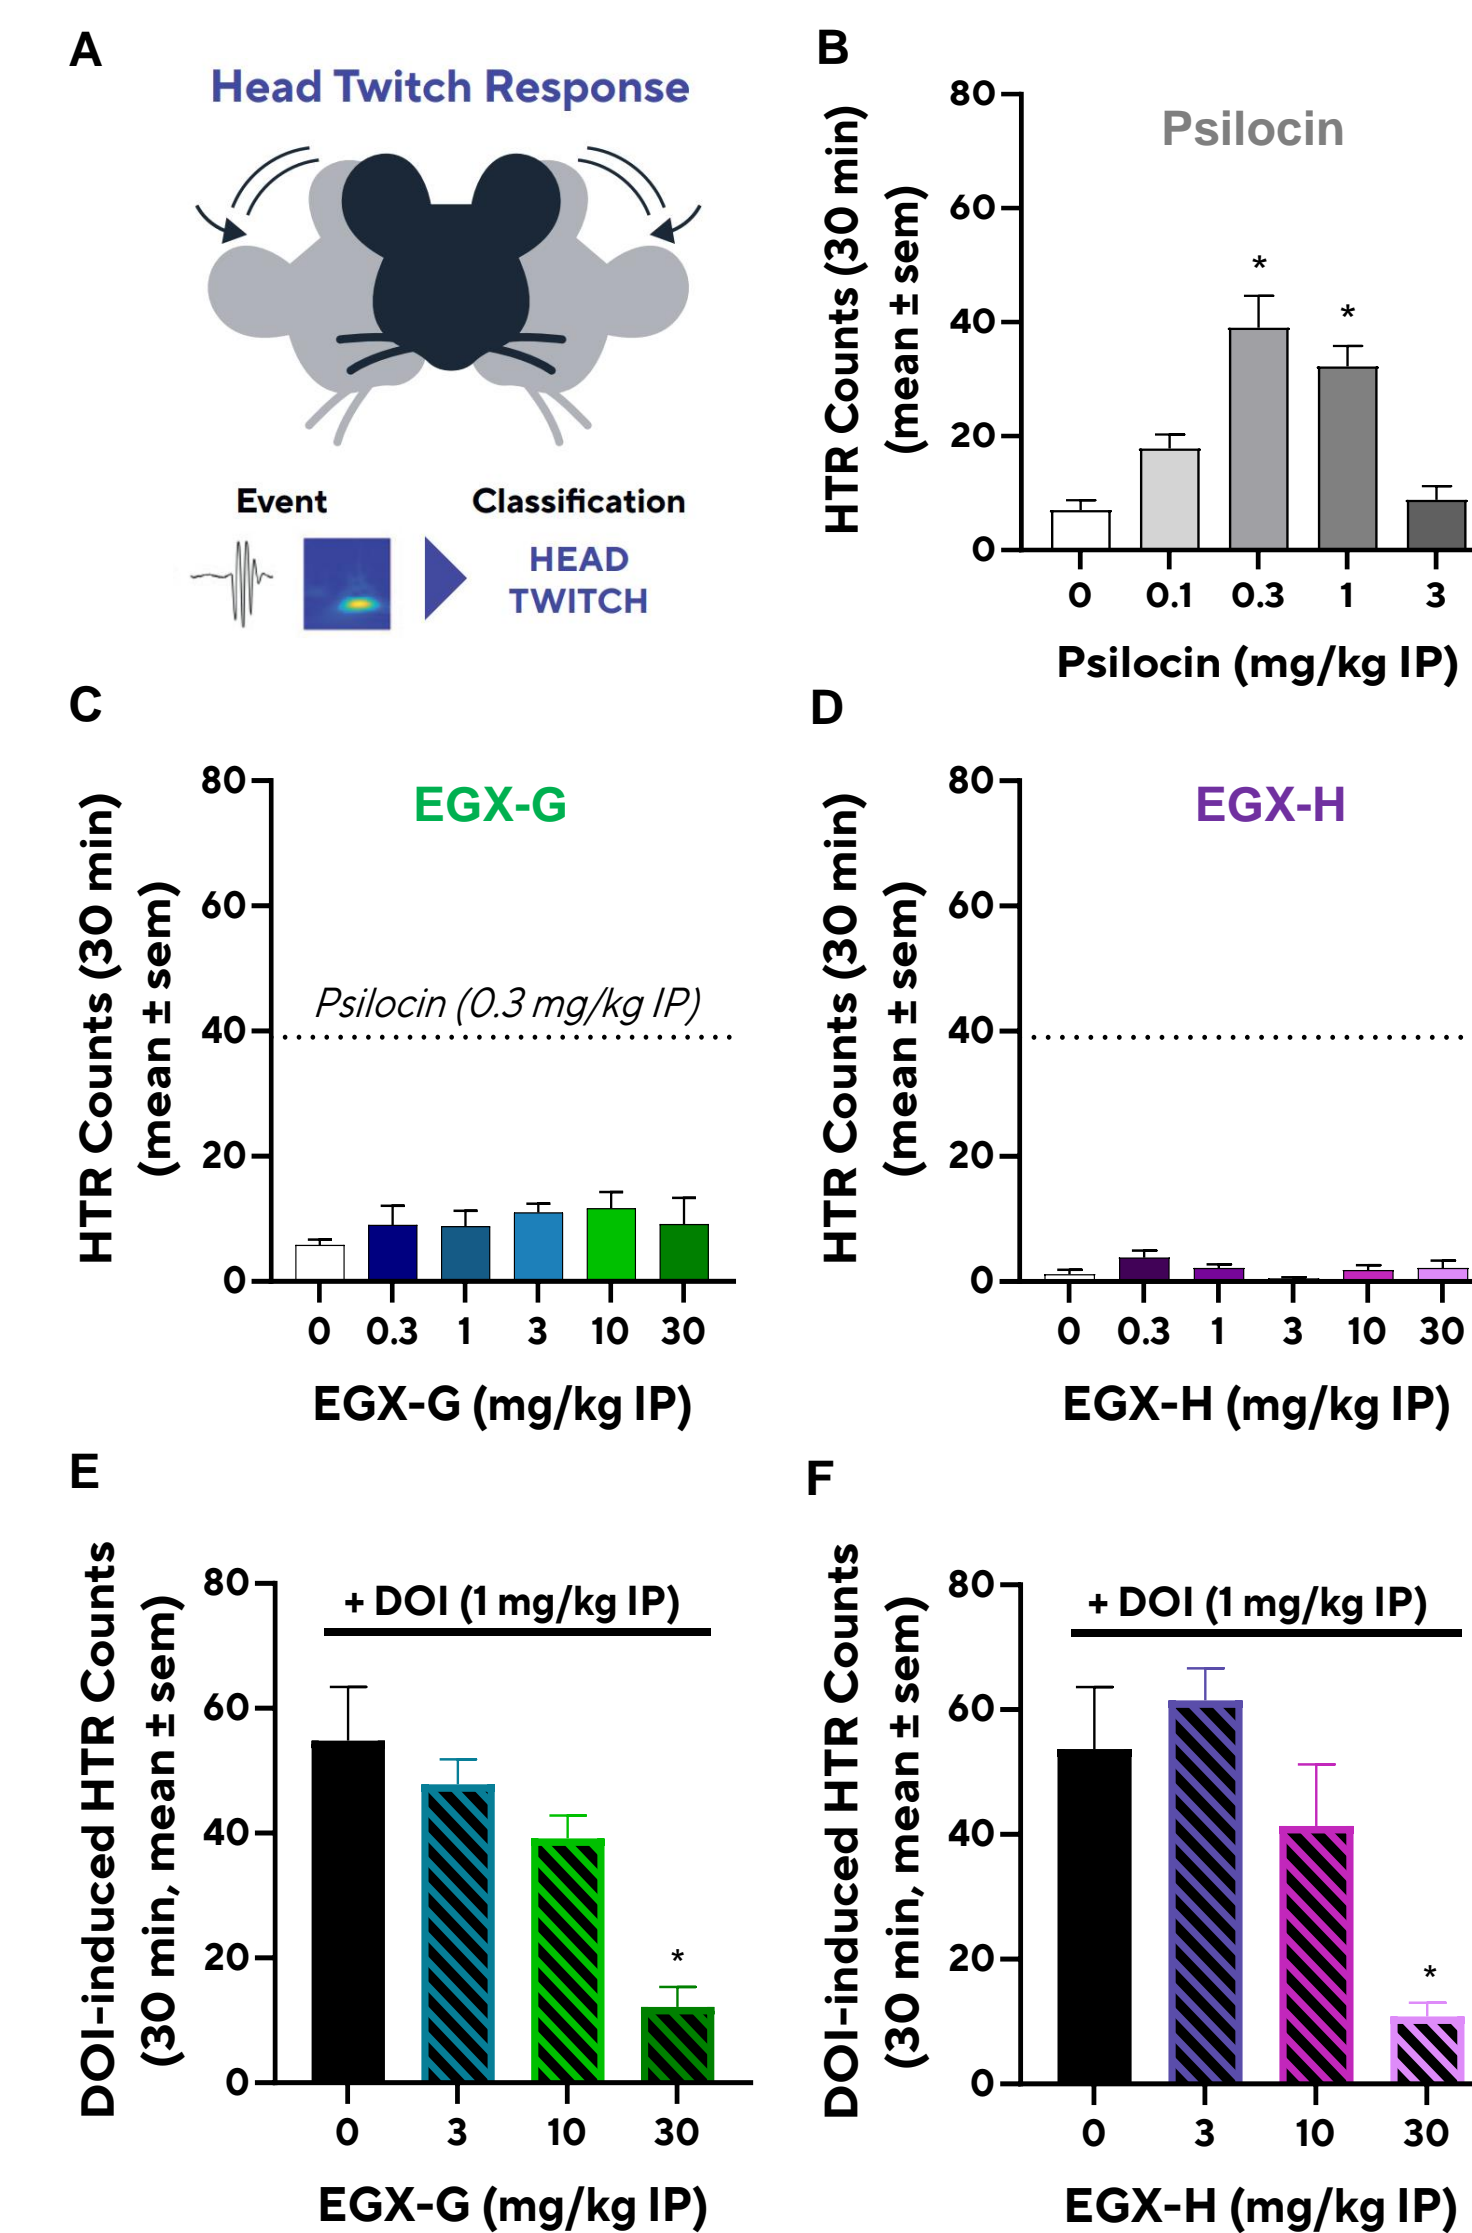 A
Head Twitch Response
Event
Classification
HEAD
TWITCH
B
HTR Counts (30 min)
(mean ± sem)
80
60
40
20
0
Psilocin
*
*
0 0.1 0.3 1 3
Psilocin (mg/kg IP)
C
HTR Counts (30 min)
(mean ± sem)
80
60
40
20
0
EGX-G
Psilocin (0.3 mg/kg IP)
0 0.3 1 3 10 30
EGX-G (mg/kg IP)
D
HTR Counts (30 min)
(mean ± sem)
80
60
40
20
0
EGX-H
0 0.3 1 3 10 30
EGX-H (mg/kg IP)
E
DOI-induced HTR Counts
(30 min, mean ± sem)
80
60
40
20
0
+ DOI (1 mg/kg IP)
*
0 3 10 30
EGX-G (mg/kg IP)
F
DOI-induced HTR Counts
(30 min, mean ± sem)
80
60
40
20
0
+ DOI (1 mg/kg IP)
*
0 3 10 30
EGX-H (mg/kg IP)